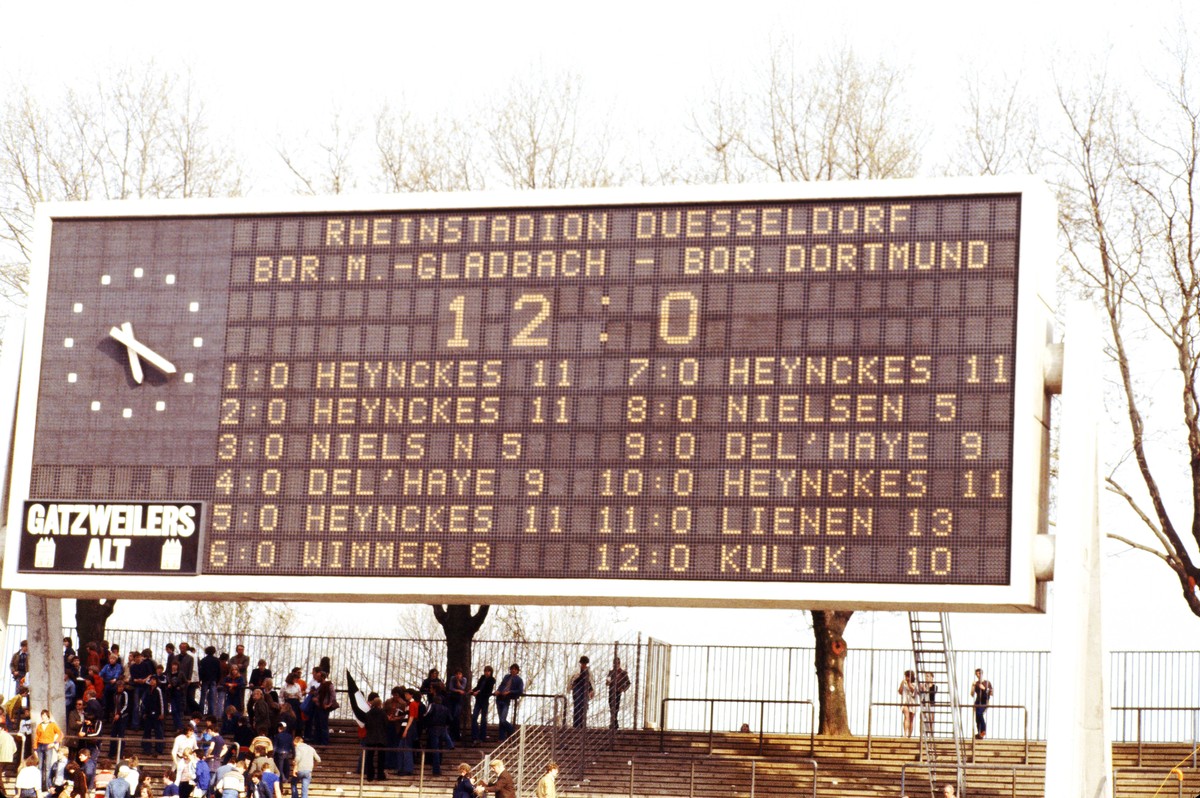 RHEINSTADION DUESSELDORF
BOR.M.-GLADBACH - BOR.DORTMUND
12:0
1:0 HEYNCKES 11 7:0 HEYNCKES 11
2:0 HEYNCKES 11 8:0 NIELSEN 5
3:0 NIELS N 5 9:0 DEL'HAYE 9
4:0 DEL'HAYE 9 10:0 HEYNCKES 11
5:0 HEYNCKES 11 11:0 LIENEN 13
6:0 WIMMER 8 12:0 KULIK 10
GATZWEILERS
ALT